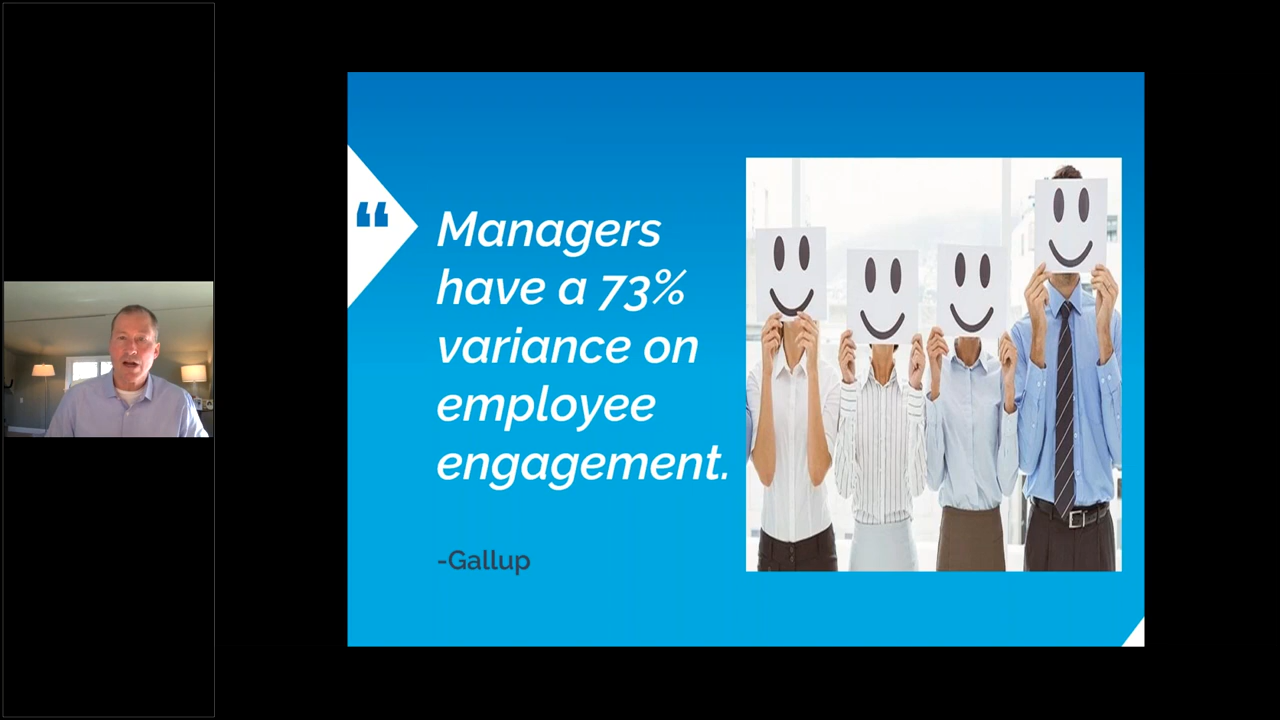 “
Managers
have a 73%
variance on
employee
engagement.
-Gallup